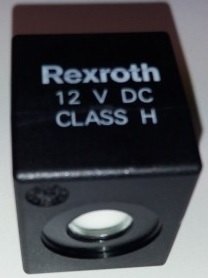 Rexroth
12 V DC
CLASS H